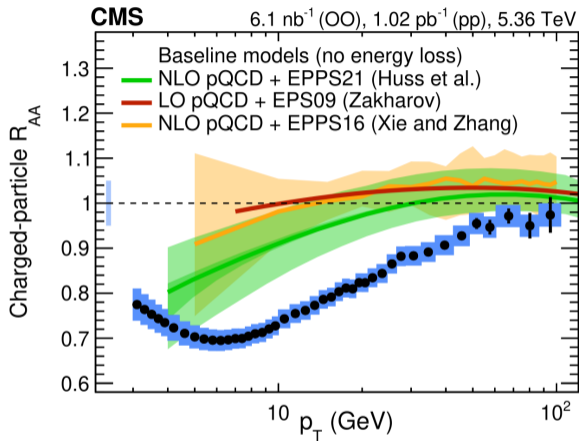 CMS 6.1 nb⁻¹ (OO), 1.02 pb⁻¹ (pp), 5.36 TeV
Baseline models (no energy loss)
NLO pQCD + EPPS21 (Huss et al.)
LO pQCD + EPS09 (Zakharov)
NLO pQCD + EPPS16 (Xie and Zhang)
Charged-particle R_AA
1.3
1.2
1.1
1
0.9
0.8
0.7
0.6
10 10²
p_T (GeV)